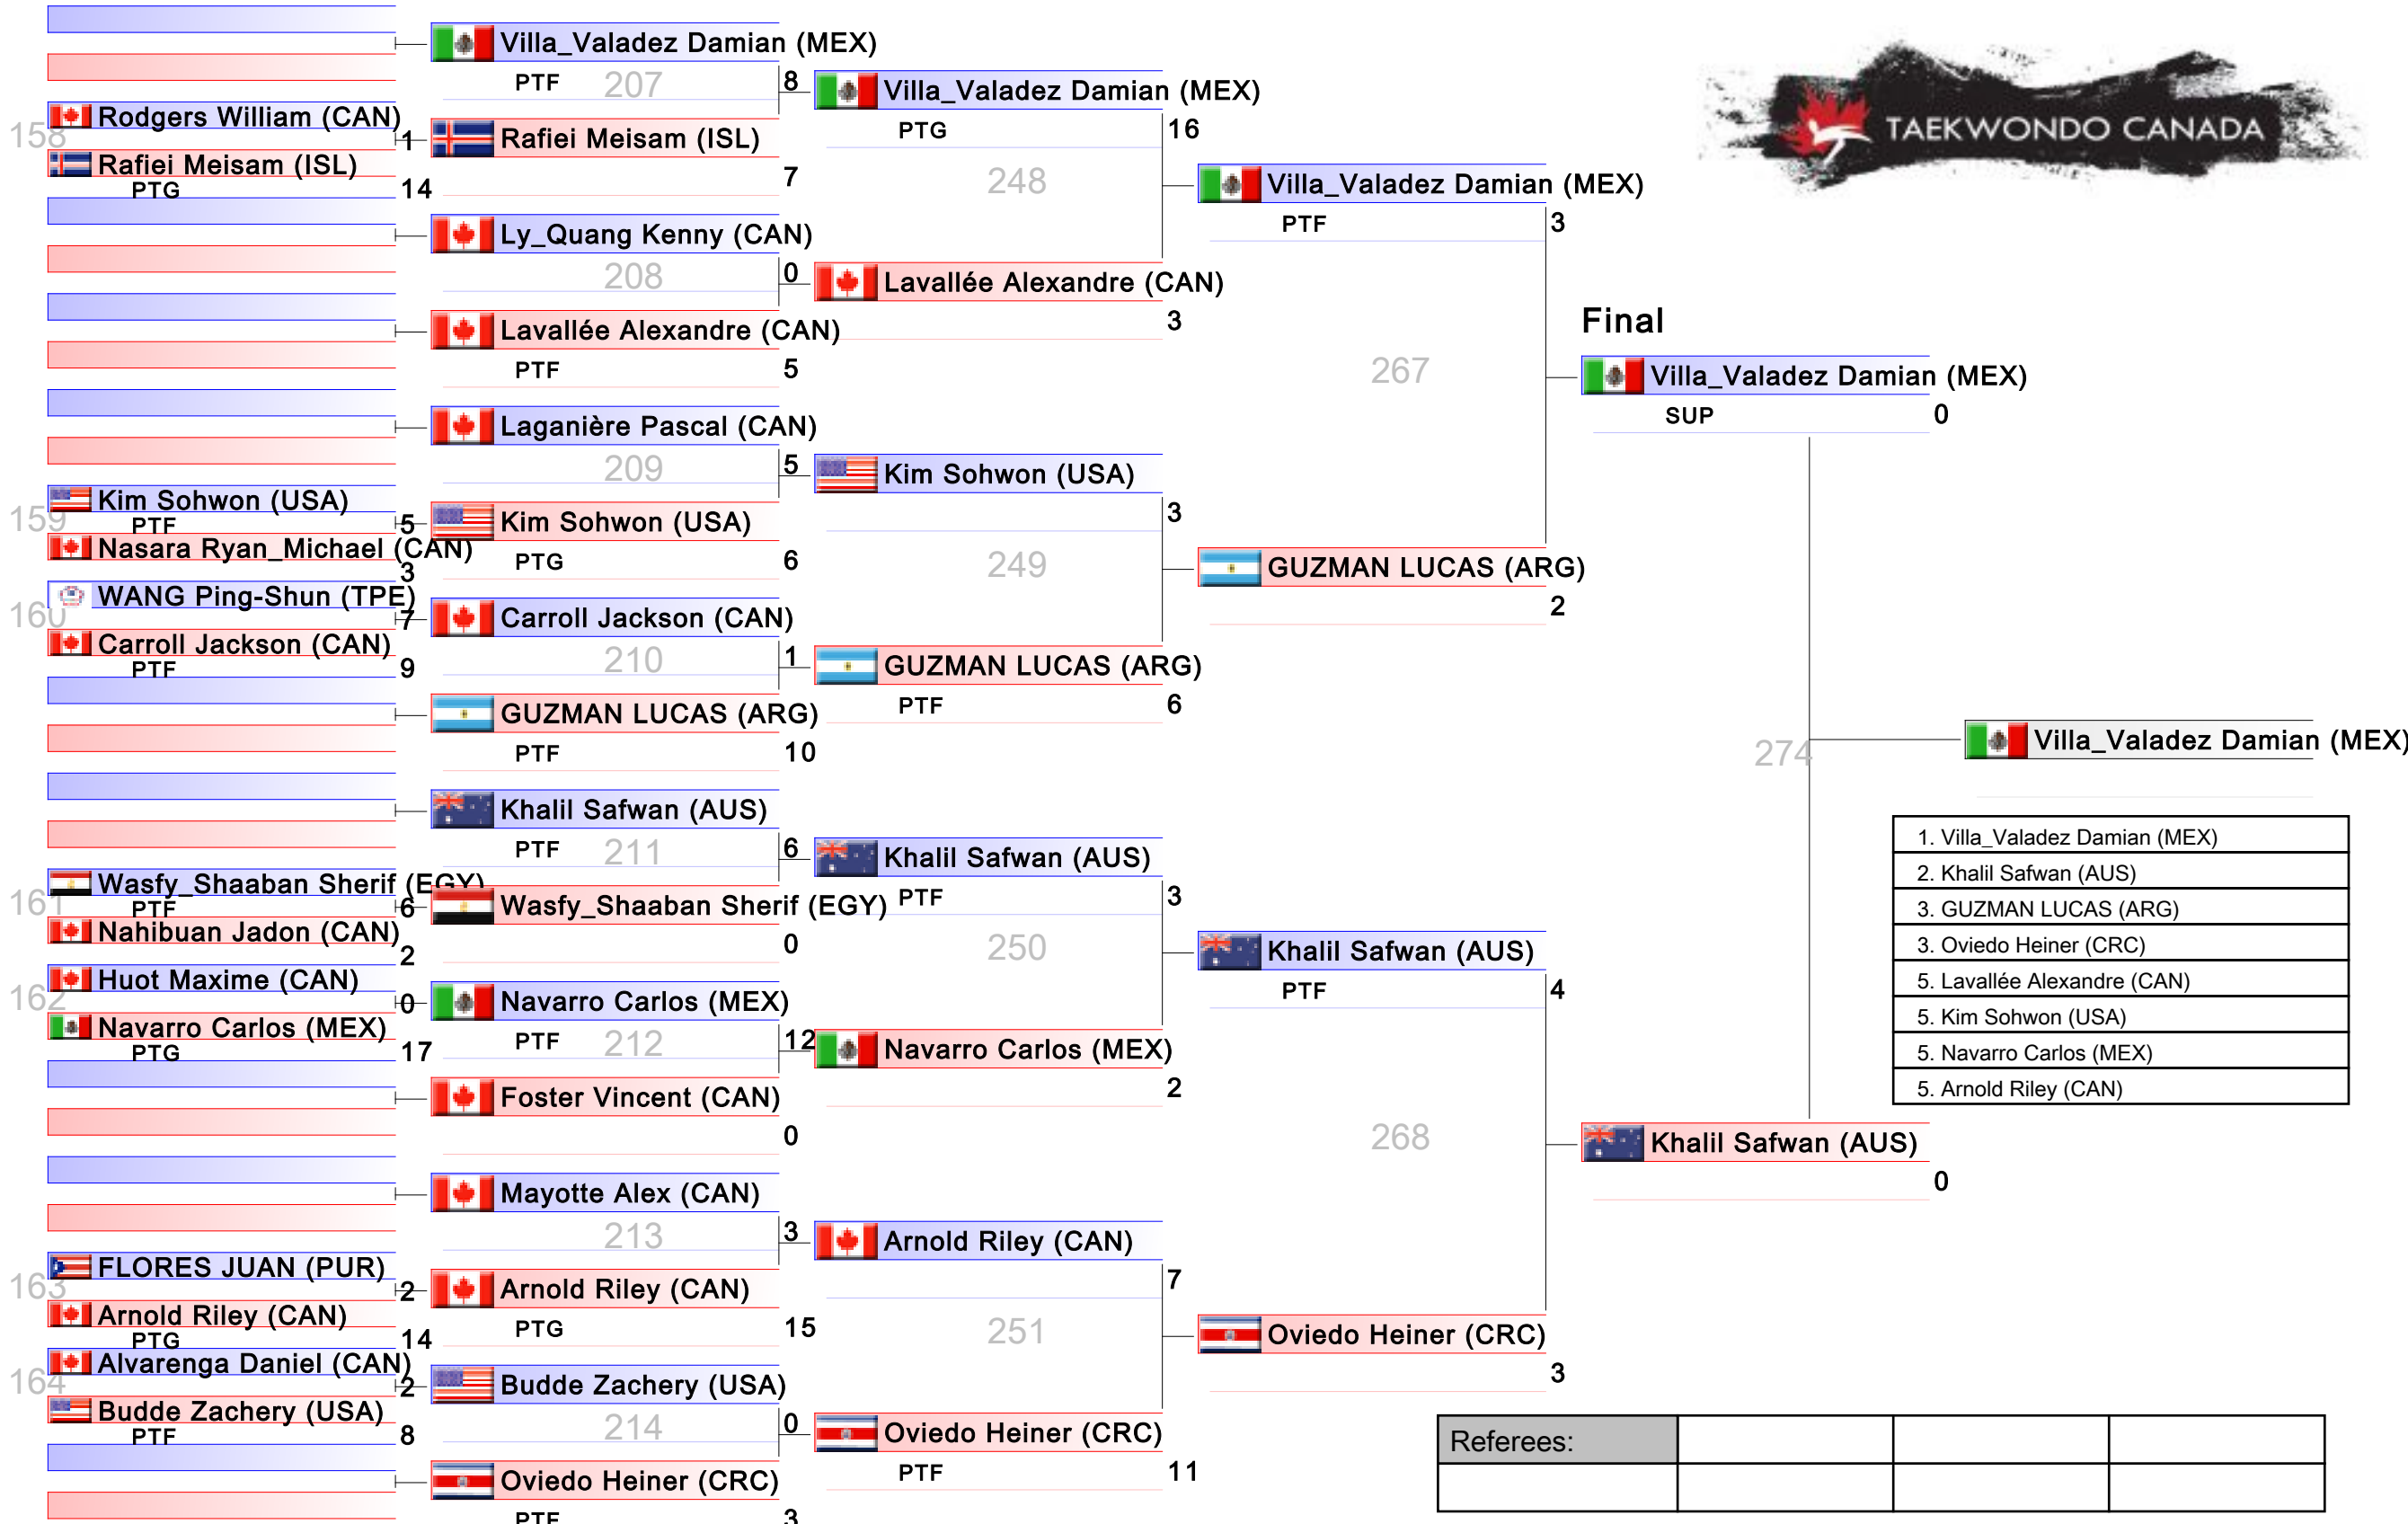 TAEKWONDO CANADA
158
Rodgers William (CAN)
1
Rafiei Meisam (ISL)
PTG
14
159
Kim Sohwon (USA)
PTF
5
Nasara Ryan_Michael (CAN)
3
160
WANG Ping-Shun (TPE)
7
Carroll Jackson (CAN)
PTF
9
161
Wasfy_Shaaban Sherif (EGY)
PTF
6
Nahibuan Jadon (CAN)
2
162
Huot Maxime (CAN)
0
Navarro Carlos (MEX)
PTG
17
163
FLORES JUAN (PUR)
2
Arnold Riley (CAN)
PTG
14
164
Alvarenga Daniel (CAN)
2
Budde Zachery (USA)
PTF
8
Villa_Valadez Damian (MEX)
PTF
207
8
Rafiei Meisam (ISL)
7
Ly_Quang Kenny (CAN)
208
0
Lavallée Alexandre (CAN)
PTF
5
Laganière Pascal (CAN)
209
5
Kim Sohwon (USA)
PTG
6
Carroll Jackson (CAN)
210
1
GUZMAN LUCAS (ARG)
PTF
10
Khalil Safwan (AUS)
PTF
211
6
Wasfy_Shaaban Sherif (EGY)
0
Navarro Carlos (MEX)
PTF
212
12
Foster Vincent (CAN)
0
Mayotte Alex (CAN)
213
3
Arnold Riley (CAN)
PTG
15
Budde Zachery (USA)
214
0
Oviedo Heiner (CRC)
PTF
3
Villa_Valadez Damian (MEX)
PTG
16
248
Lavallée Alexandre (CAN)
3
Kim Sohwon (USA)
3
249
GUZMAN LUCAS (ARG)
PTF
6
Khalil Safwan (AUS)
PTF
3
250
Navarro Carlos (MEX)
2
Arnold Riley (CAN)
7
251
Oviedo Heiner (CRC)
PTF
11
Villa_Valadez Damian (MEX)
PTF
3
267
GUZMAN LUCAS (ARG)
2
Khalil Safwan (AUS)
PTF
4
268
Oviedo Heiner (CRC)
3
Final
Villa_Valadez Damian (MEX)
SUP
0
274
Khalil Safwan (AUS)
0
Villa_Valadez Damian (MEX)
1. Villa_Valadez Damian (MEX)
2. Khalil Safwan (AUS)
3. GUZMAN LUCAS (ARG)
3. Oviedo Heiner (CRC)
5. Lavallée Alexandre (CAN)
5. Kim Sohwon (USA)
5. Navarro Carlos (MEX)
5. Arnold Riley (CAN)
Referees: